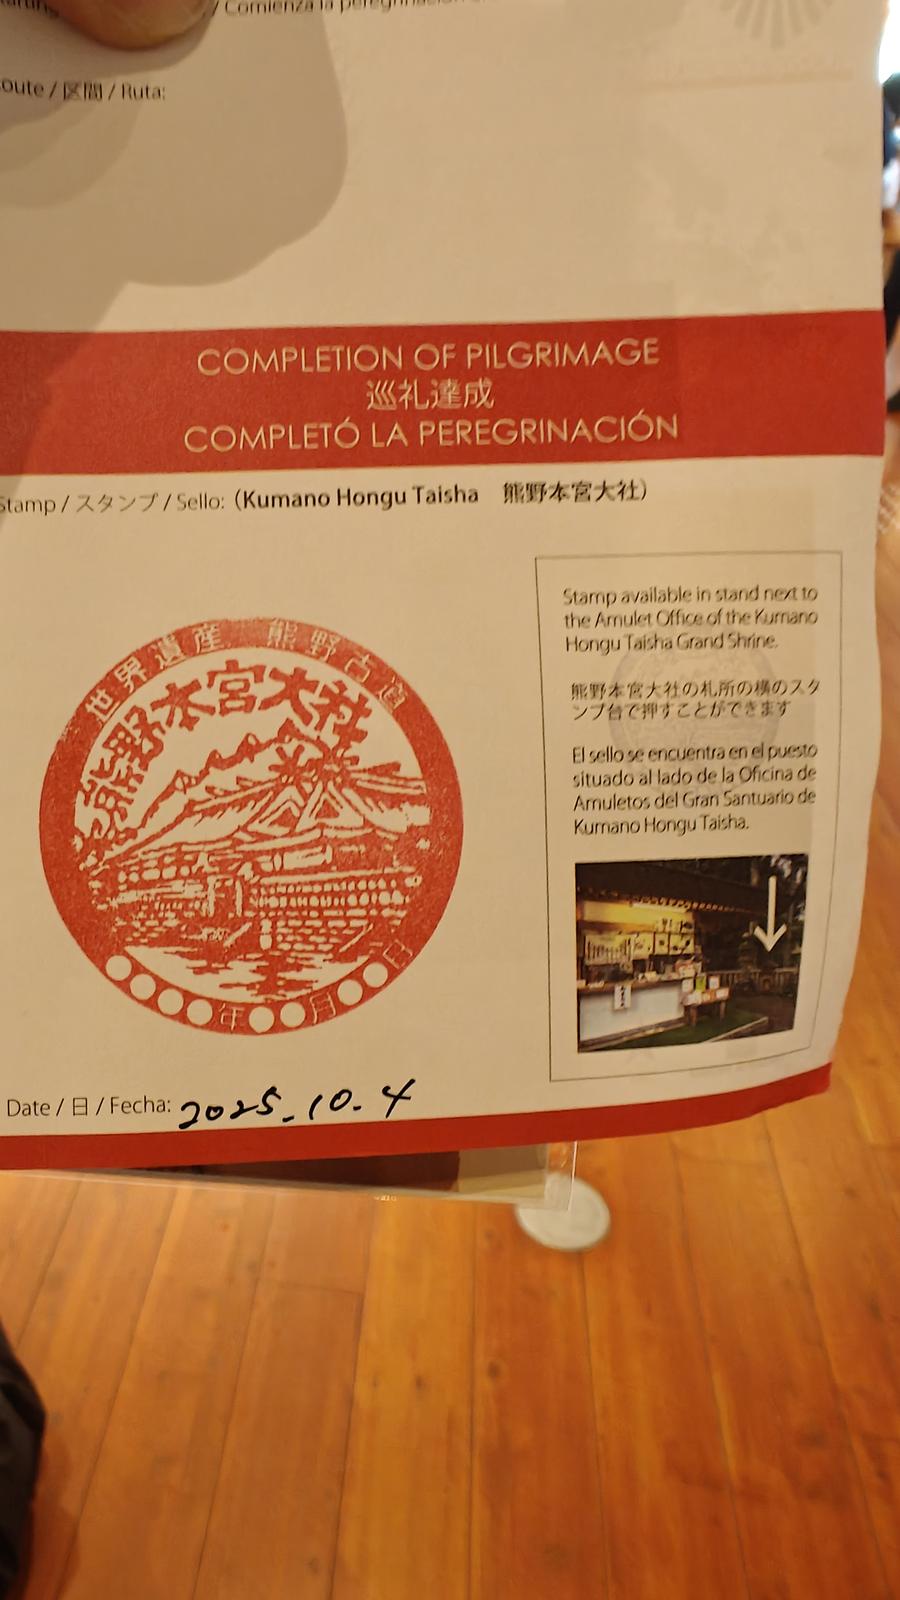 / Comienza la peregrinación
/ 区間 / Ruta:
COMPLETION OF PILGRIMAGE
巡礼達成
COMPLETÓ LA PEREGRINACIÓN
Stamp / スタンプ / Sello: (Kumano Hongu Taisha 熊野本宮大社)
世界遺産 熊野古道
熊野本宮大社
年 月 日
Stamp available in stand next to
the Amulet Office of the Kumano
Hongu Taisha Grand Shrine.
熊野本宮大社の札所の横のスタ
ンプ台で押すことができます
El sello se encuentra en el puesto
situado al lado de la Oficina de
Amuletos del Gran Santuario de
Kumano Hongu Taisha.
Date / 日 / Fecha: 2025.10.4